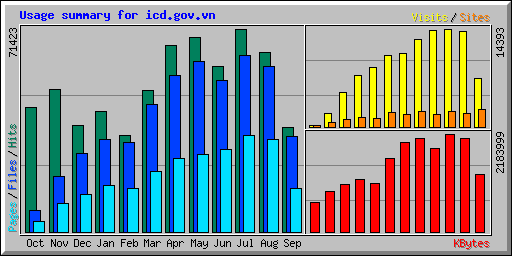 Usage summary for icd.gov.vn
Visits/Sites
71423
14393
Pages/Files/Hits
2183999
Oct Nov Dec Jan Feb Mar Apr May Jun Jul Aug Sep
KBytes